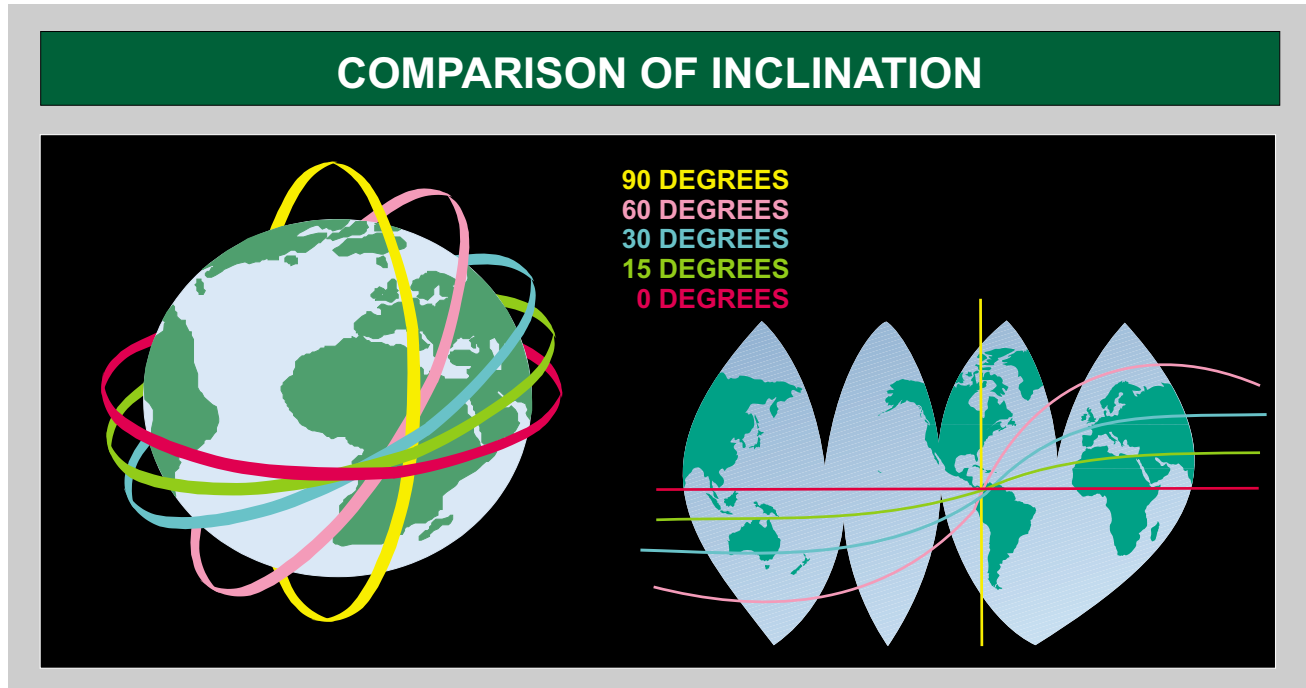 COMPARISON OF INCLINATION
90 DEGREES
60 DEGREES
30 DEGREES
15 DEGREES
0 DEGREES